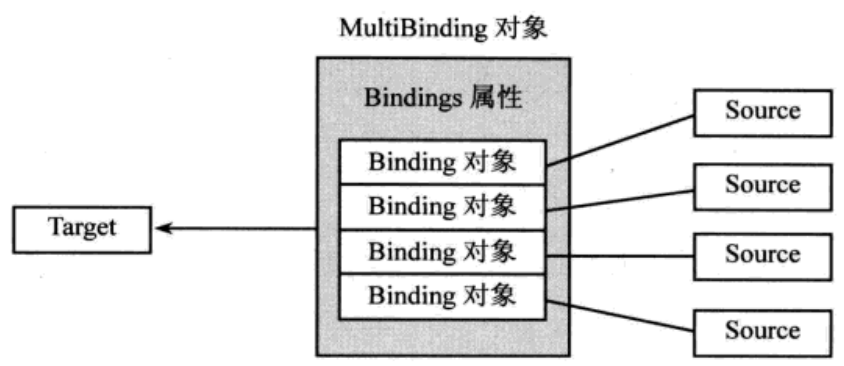 MultiBinding 对象
Bindings 属性
Binding 对象
Binding 对象
Binding 对象
Binding 对象
Target
Source
Source
Source
Source